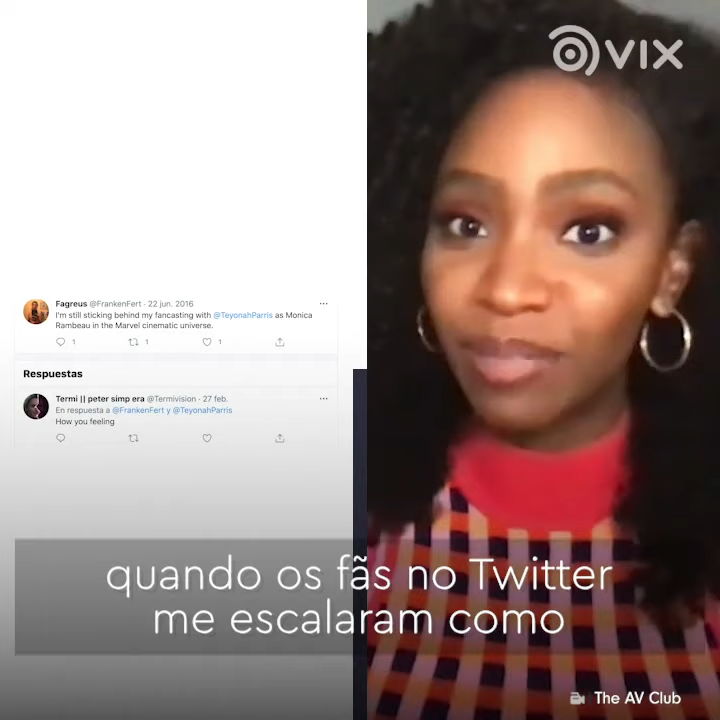 VIX
Fagreus @FrankenFert · 22 jun. 2016
I'm still sticking behind my fancasting with @TeyonahParris as Monica
Rambeau in the Marvel cinematic universe.
1 1 1
Respuestas
Termi || peter simp era @Termivision · 27 feb.
En respuesta a @FrankenFert y @TeyonahParris
How you feeling
quando os fãs no Twitter
me escalaram como
The AV Club